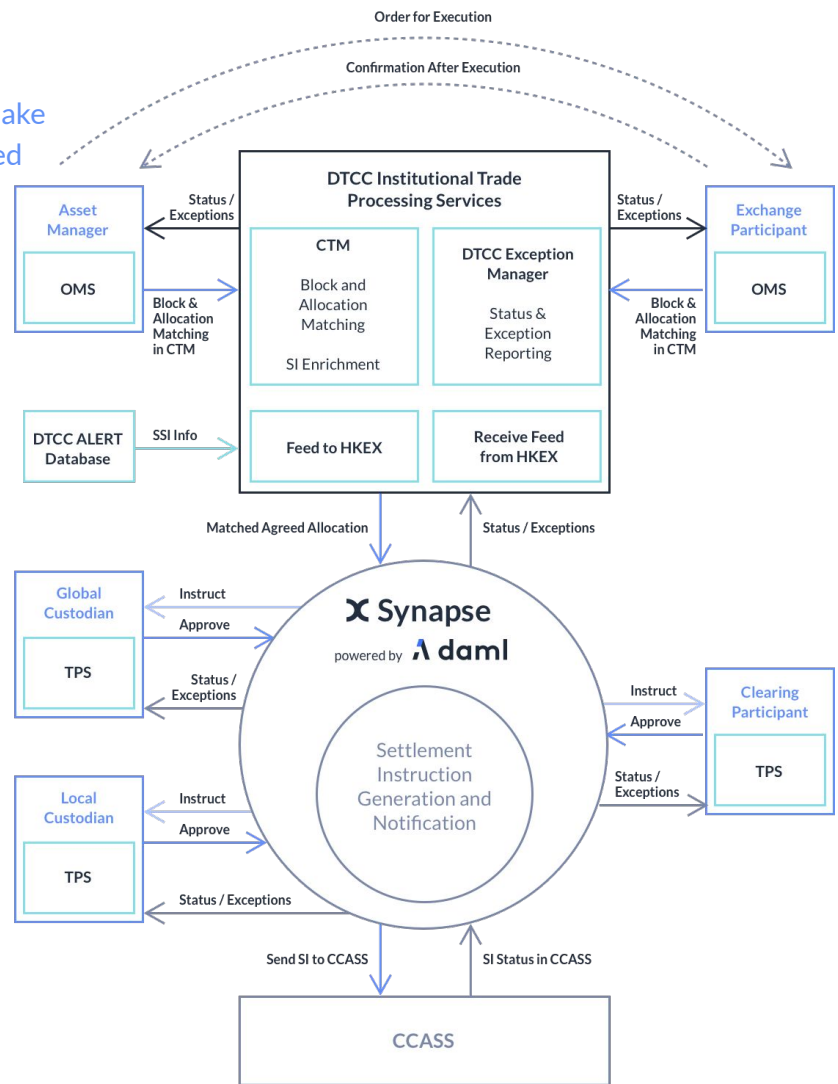 Order for Execution
Confirmation After Execution
ake
ed
DTCC Institutional Trade
Processing Services
Asset
Manager
OMS
Status /
Exceptions
Block &
Allocation
Matching
in CTM
CTM
Block and
Allocation
Matching
SI Enrichment
DTCC Exception
Manager
Status &
Exception
Reporting
Status /
Exceptions
Block &
Allocation
Matching
in CTM
Exchange
Participant
OMS
DTCC ALERT
Database
SSI Info
Feed to HKEX
Receive Feed
from HKEX
Matched Agreed Allocation
Status / Exceptions
Global
Custodian
TPS
Instruct
Approve
Status /
Exceptions
Synapse
powered by daml
Settlement
Instruction
Generation and
Notification
Instruct
Approve
Status /
Exceptions
Clearing
Participant
TPS
Local
Custodian
TPS
Instruct
Approve
Status / Exceptions
Send SI to CCASS
SI Status in CCASS
CCASS